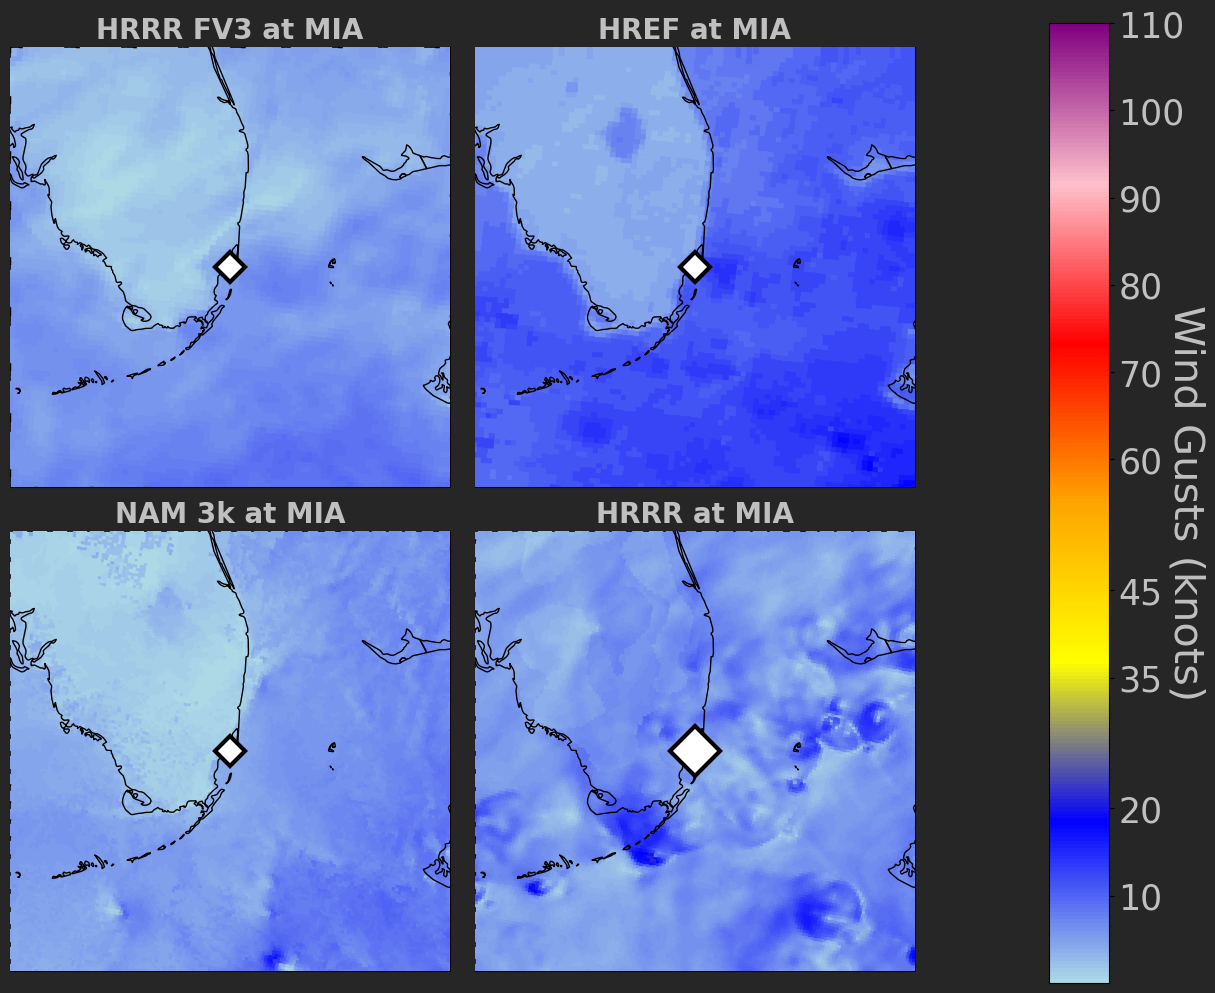 HRRR FV3 at MIA
HREF at MIA
NAM 3k at MIA
HRRR at MIA
110
100
90
80
70
60
45
35
20
10
Wind Gusts (knots)